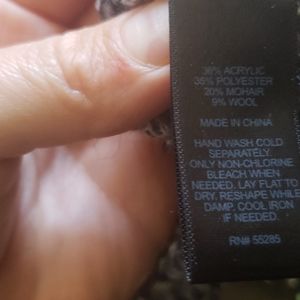 36% ACRYLIC
35% POLYESTER
20% MOHAIR
9% WOOL
MADE IN CHINA
HAND WASH COLD
SEPARATELY
ONLY NON-CHLORINE
BLEACH WHEN
NEEDED. LAY FLAT TO
DRY. RESHAPE WHILE
DAMP. COOL IRON
IF NEEDED.
RN# 55285